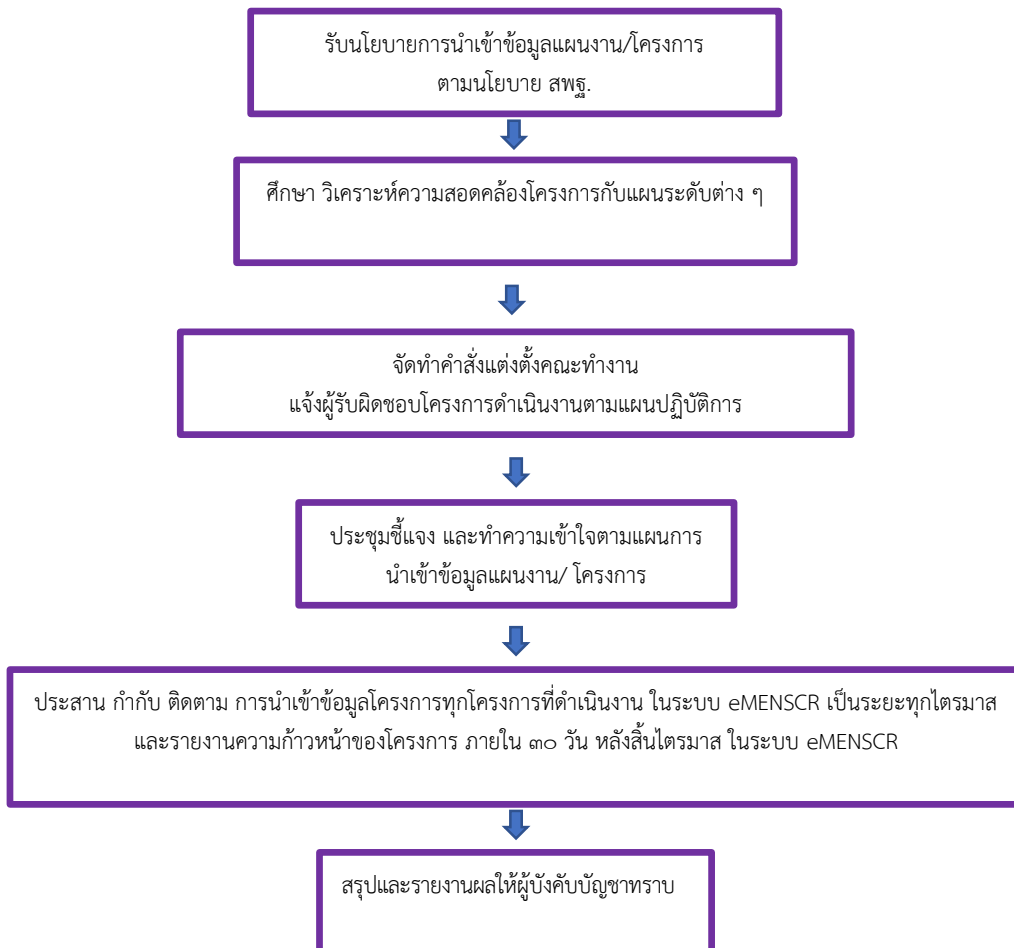 รับนโยบายการนำเข้าข้อมูลแผนงาน/โครงการ
ตามนโยบาย สพฐ.
ศึกษา วิเคราะห์ความสอดคล้องโครงการกับแผนระดับต่าง ๆ
จัดทำคำสั่งแต่งตั้งคณะทำงาน
แจ้งผู้รับผิดชอบโครงการดำเนินงานตามแผนปฏิบัติการ
ประชุมชี้แจง และทำความเข้าใจตามแผนการ
นำเข้าข้อมูลแผนงาน/ โครงการ
ประสาน กำกับ ติดตาม การนำเข้าข้อมูลโครงการทุกโครงการที่ดำเนินงาน ในระบบ eMENSCR เป็นระยะทุกไตรมาส
และรายงานความก้าวหน้าของโครงการ ภายใน ๓๐ วัน หลังสิ้นไตรมาส ในระบบ eMENSCR
สรุปและรายงานผลให้ผู้บังคับบัญชาทราบ